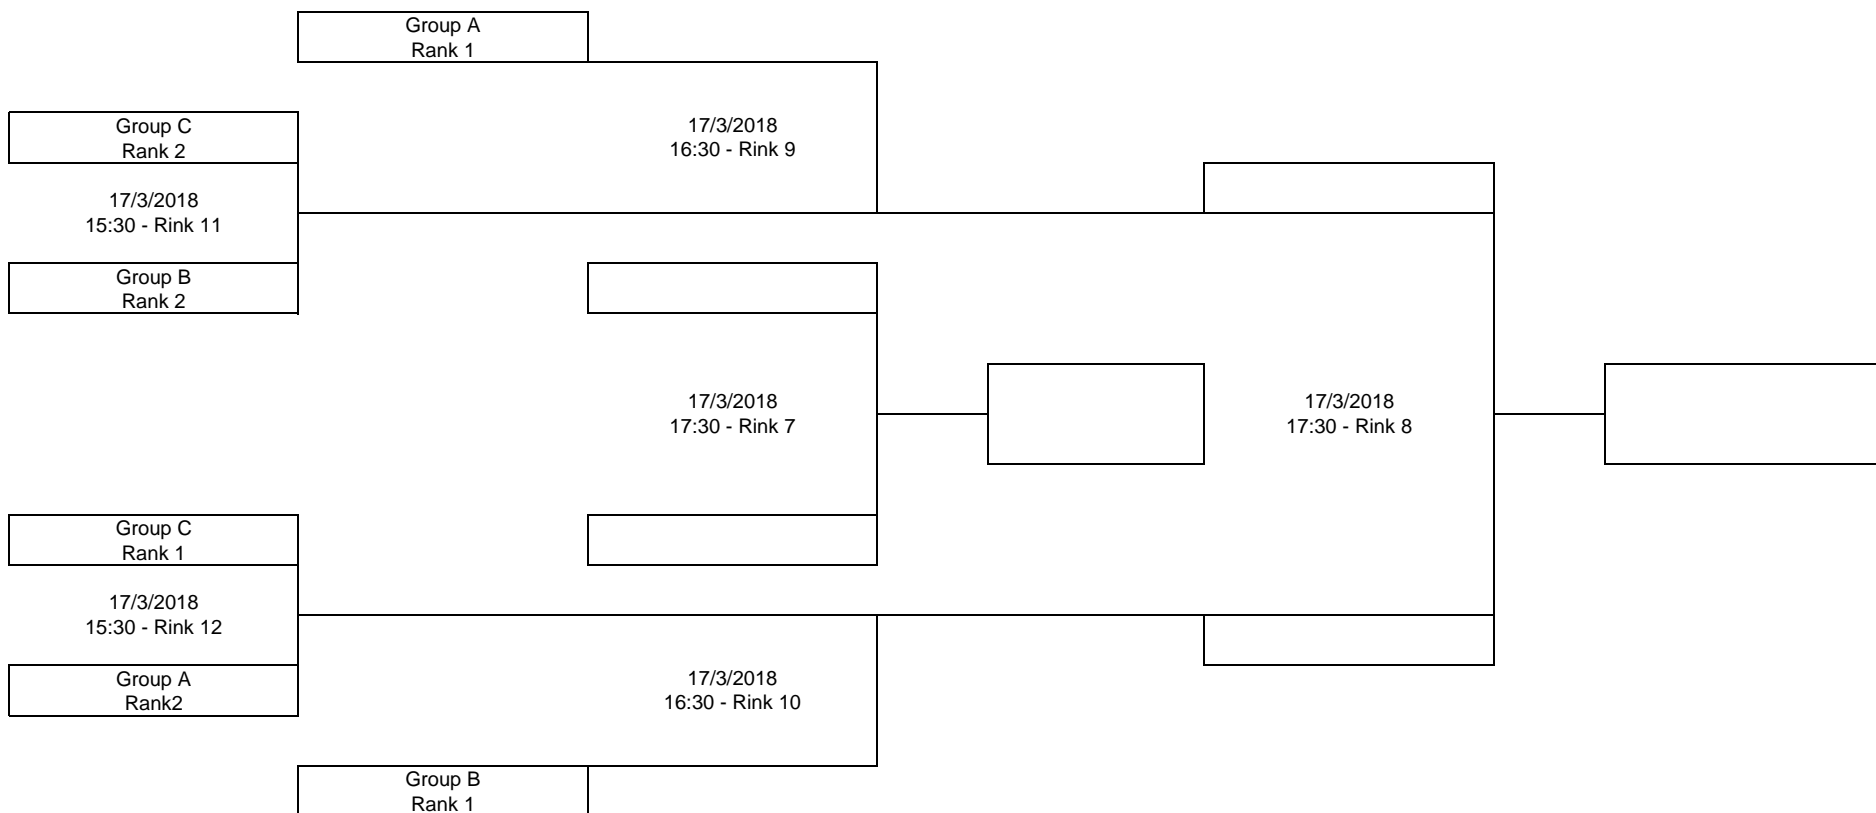 Group A
Rank 1
Group C
Rank 2
17/3/2018
16:30 - Rink 9
17/3/2018
15:30 - Rink 11
Group B
Rank 2
17/3/2018
17:30 - Rink 7
17/3/2018
17:30 - Rink 8
Group C
Rank 1
17/3/2018
15:30 - Rink 12
Group A
Rank2
17/3/2018
16:30 - Rink 10
Group B
Rank 1